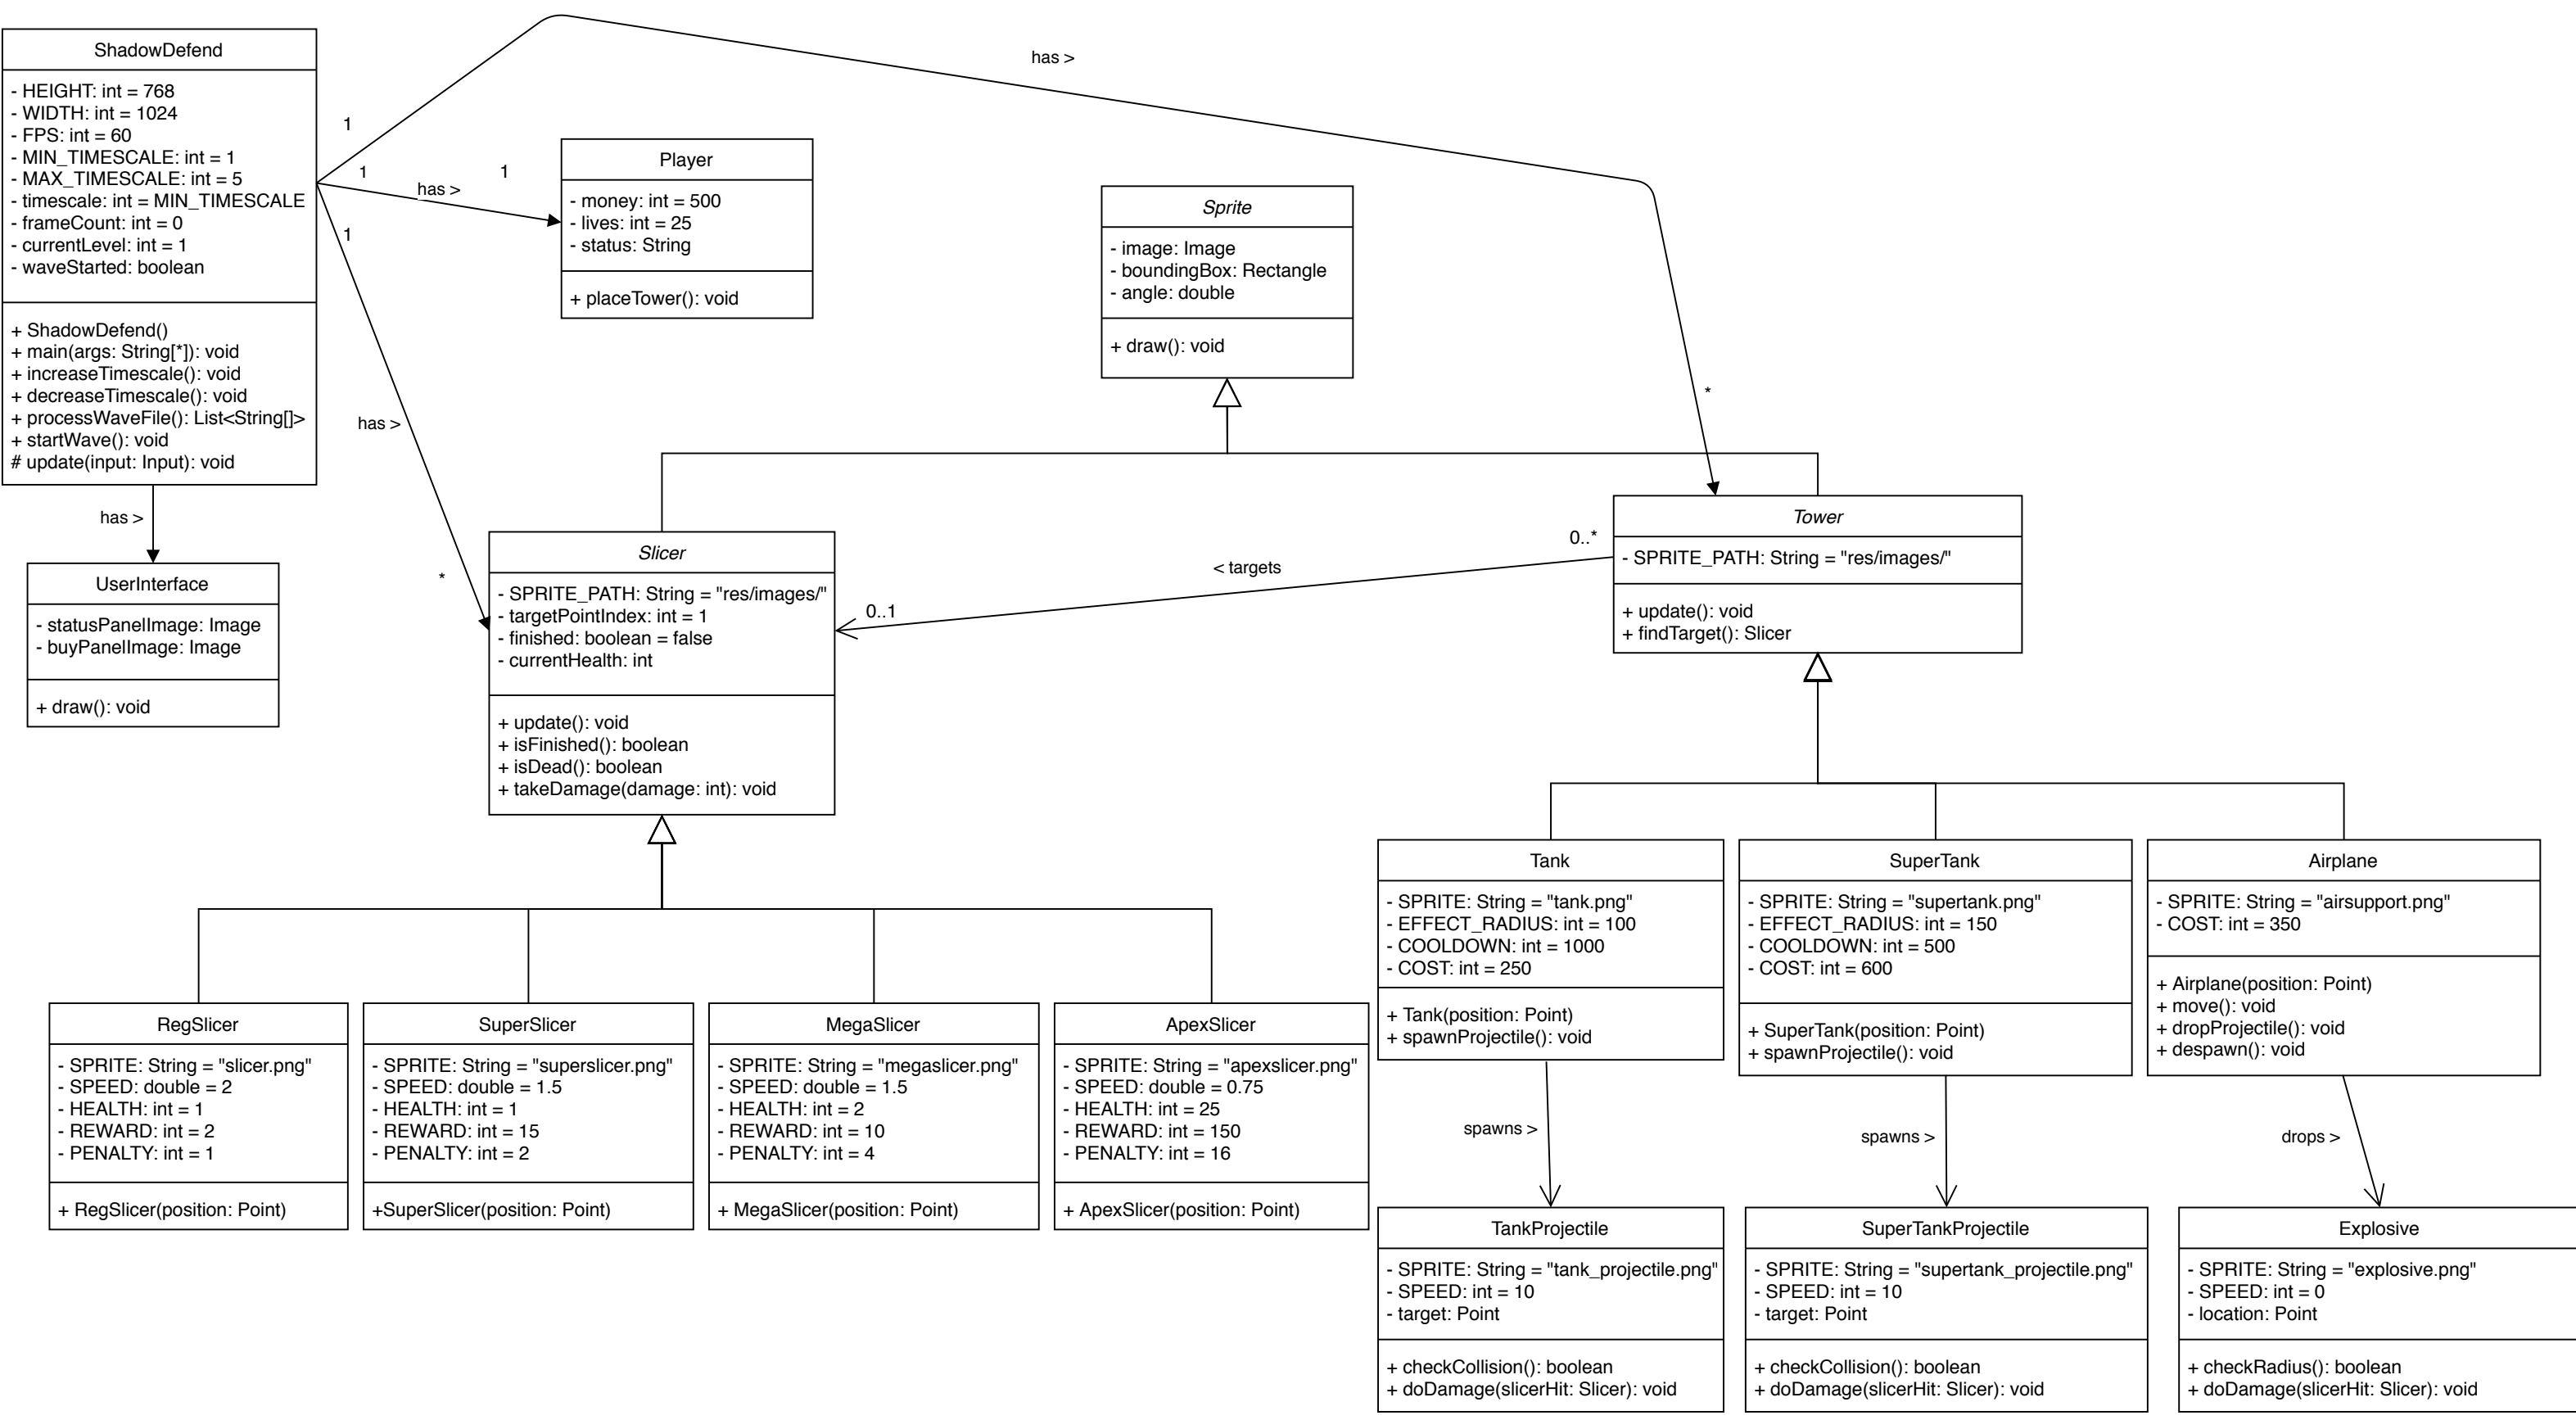 ShadowDefend
- HEIGHT: int = 768
- WIDTH: int = 1024
- FPS: int = 60
- MIN_TIMESCALE: int = 1
- MAX_TIMESCALE: int = 5
- timescale: int = MIN_TIMESCALE
- frameCount: int = 0
- currentLevel: int = 1
- waveStarted: boolean
+ ShadowDefend()
+ main(args: String[*]): void
+ increaseTimescale(): void
+ decreaseTimescale(): void
+ processWaveFile(): List<String[]>
+ startWave(): void
# update(input: Input): void
has >
1
1
has >
1
1
has >
*
has >
*
Player
- money: int = 500
- lives: int = 25
- status: String
+ placeTower(): void
Sprite
- image: Image
- boundingBox: Rectangle
- angle: double
+ draw(): void
UserInterface
- statusPanelImage: Image
- buyPanelImage: Image
+ draw(): void
Slicer
- SPRITE_PATH: String = "res/images/"
- targetPointIndex: int = 1
- finished: boolean = false
- currentHealth: int
+ update(): void
+ isFinished(): boolean
+ isDead(): boolean
+ takeDamage(damage: int): void
0..1
< targets
0..*
Tower
- SPRITE_PATH: String = "res/images/"
+ update(): void
+ findTarget(): Slicer
RegSlicer
- SPRITE: String = "slicer.png"
- SPEED: double = 2
- HEALTH: int = 1
- REWARD: int = 2
- PENALTY: int = 1
+ RegSlicer(position: Point)
SuperSlicer
- SPRITE: String = "superslicer.png"
- SPEED: double = 1.5
- HEALTH: int = 1
- REWARD: int = 15
- PENALTY: int = 2
+SuperSlicer(position: Point)
MegaSlicer
- SPRITE: String = "megaslicer.png"
- SPEED: double = 1.5
- HEALTH: int = 2
- REWARD: int = 10
- PENALTY: int = 4
+ MegaSlicer(position: Point)
ApexSlicer
- SPRITE: String = "apexslicer.png"
- SPEED: double = 0.75
- HEALTH: int = 25
- REWARD: int = 150
- PENALTY: int = 16
+ ApexSlicer(position: Point)
Tank
- SPRITE: String = "tank.png"
- EFFECT_RADIUS: int = 100
- COOLDOWN: int = 1000
- COST: int = 250
+ Tank(position: Point)
+ spawnProjectile(): void
SuperTank
- SPRITE: String = "supertank.png"
- EFFECT_RADIUS: int = 150
- COOLDOWN: int = 500
- COST: int = 600
+ SuperTank(position: Point)
+ spawnProjectile(): void
Airplane
- SPRITE: String = "airsupport.png"
- COST: int = 350
+ Airplane(position: Point)
+ move(): void
+ dropProjectile(): void
+ despawn(): void
spawns >
spawns >
drops >
TankProjectile
- SPRITE: String = "tank_projectile.png"
- SPEED: int = 10
- target: Point
+ checkCollision(): boolean
+ doDamage(slicerHit: Slicer): void
SuperTankProjectile
- SPRITE: String = "supertank_projectile.png"
- SPEED: int = 10
- target: Point
+ checkCollision(): boolean
+ doDamage(slicerHit: Slicer): void
Explosive
- SPRITE: String = "explosive.png"
- SPEED: int = 0
- location: Point
+ checkRadius(): boolean
+ doDamage(slicerHit: Slicer): void